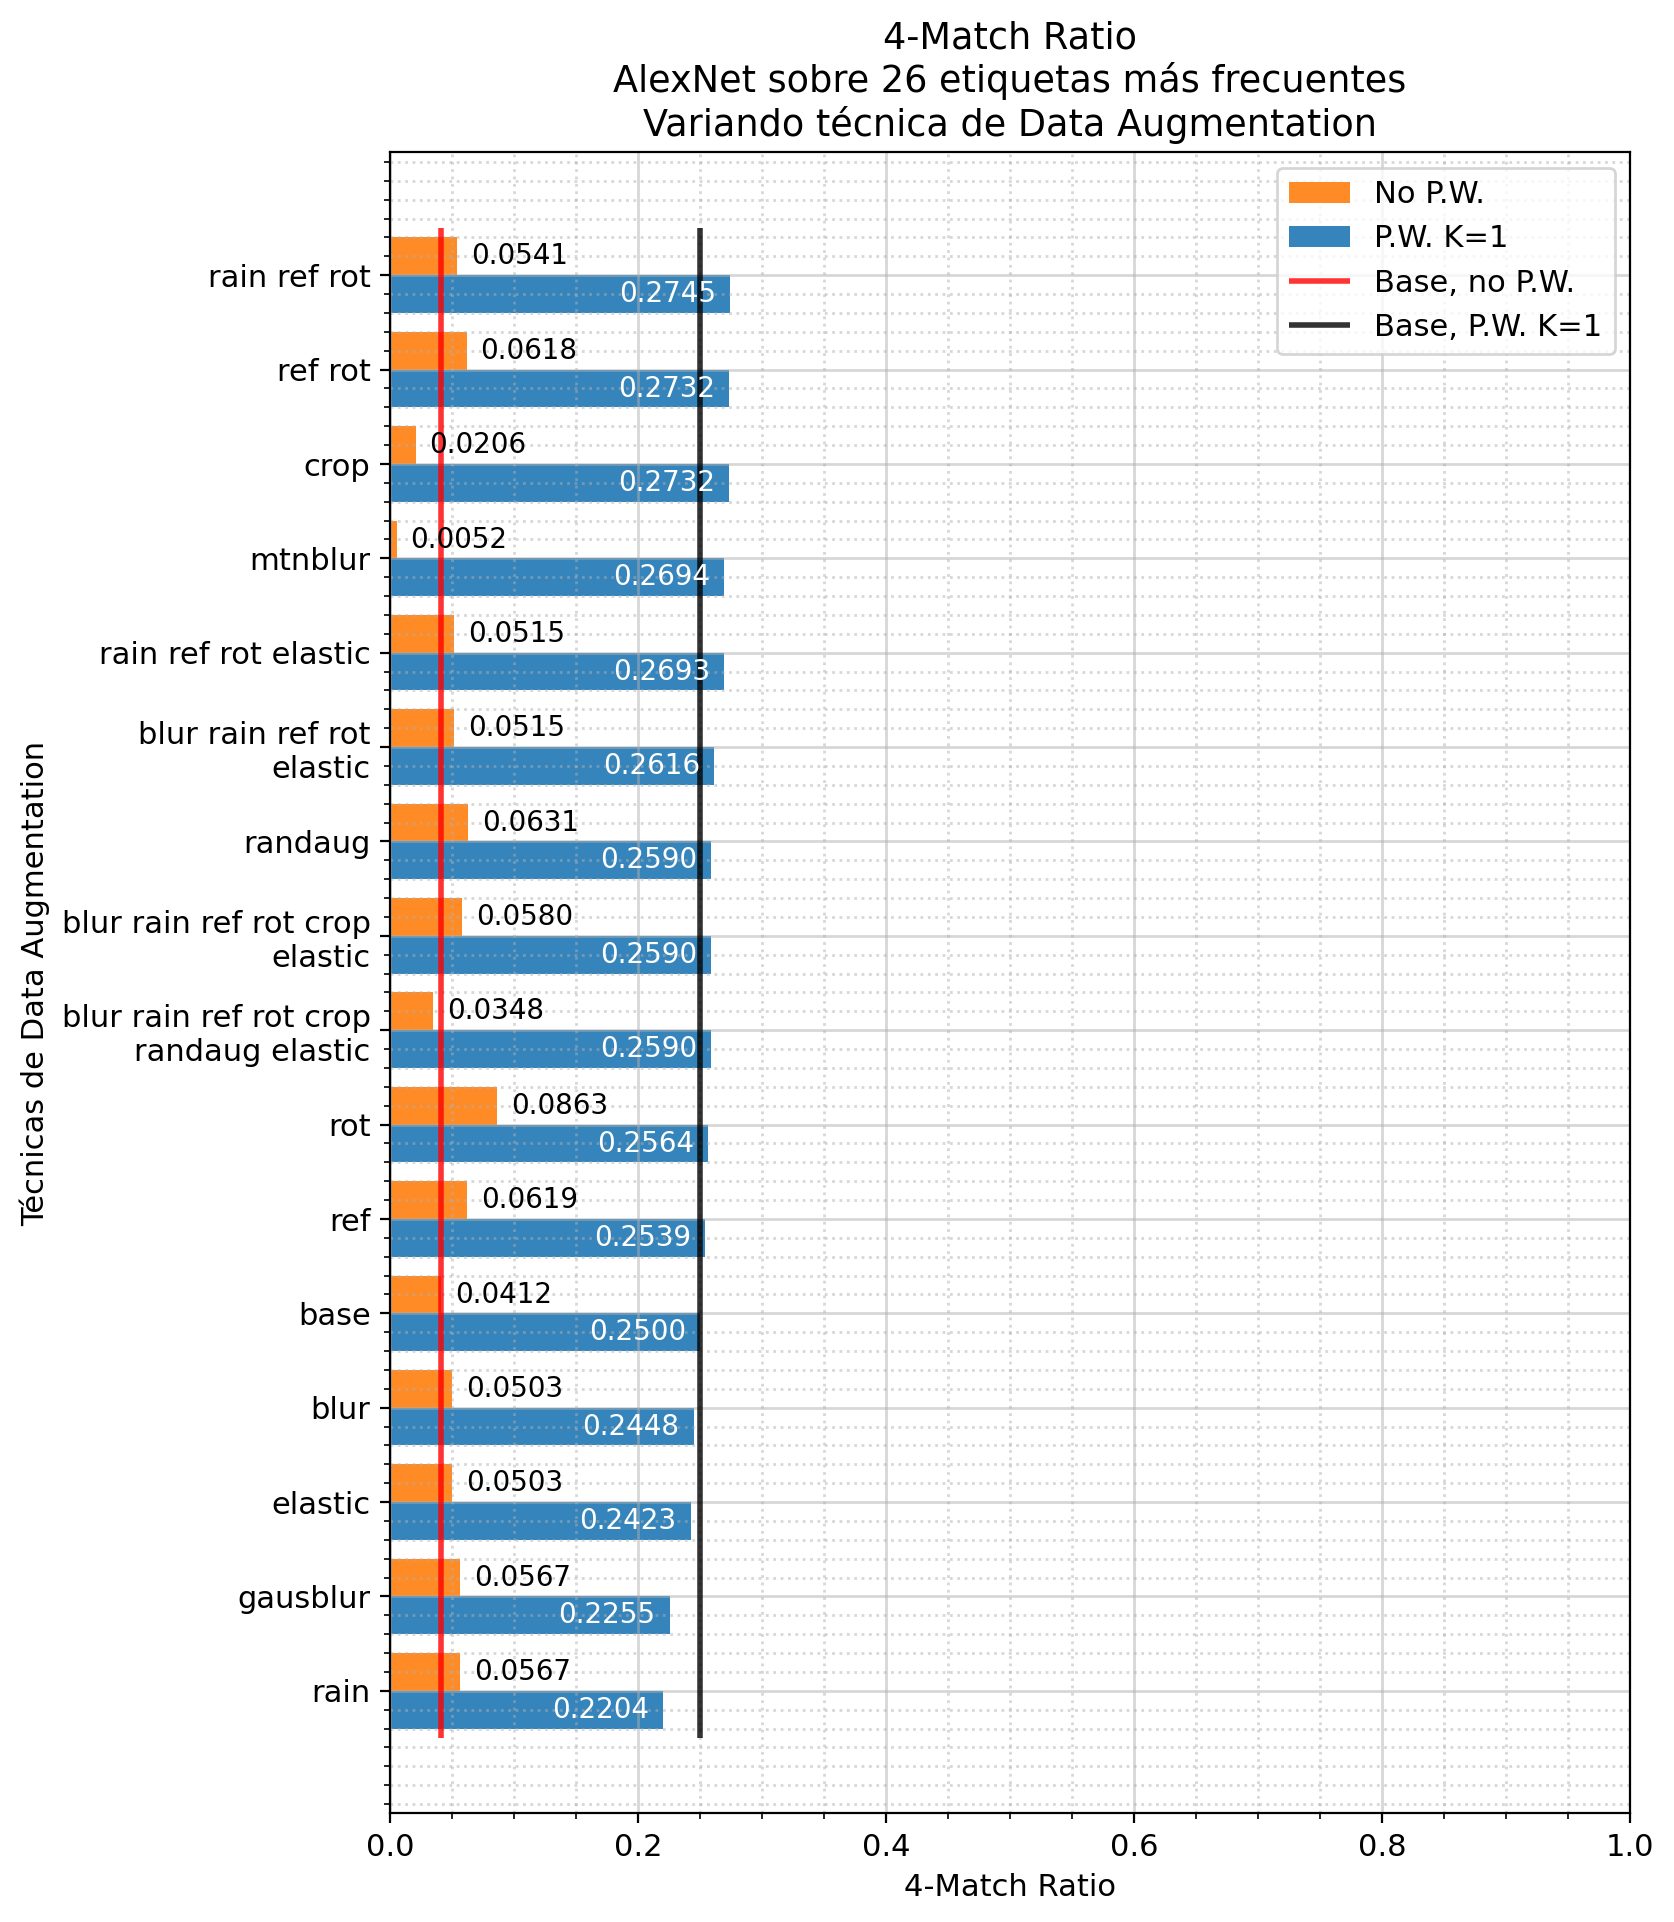 4-Match Ratio
AlexNet sobre 26 etiquetas más frecuentes
Variando técnica de Data Augmentation
No P.W.
P.W. K=1
Base, no P.W.
Base, P.W. K=1
Técnicas de Data Augmentation
rain ref rot
0.0541
0.2745
ref rot
0.0618
0.2732
crop
0.0206
0.2732
mtnblur
0.0052
0.2694
rain ref rot elastic
0.0515
0.2693
blur rain ref rot
elastic
0.0515
0.2616
randaug
0.0631
0.2590
blur rain ref rot crop
elastic
0.0580
0.2590
blur rain ref rot crop
randaug elastic
0.0348
0.2590
rot
0.0863
0.2564
ref
0.0619
0.2539
base
0.0412
0.2500
blur
0.0503
0.2448
elastic
0.0503
0.2423
gausblur
0.0567
0.2255
rain
0.0567
0.2204
0.0 0.2 0.4 0.6 0.8 1.0
4-Match Ratio